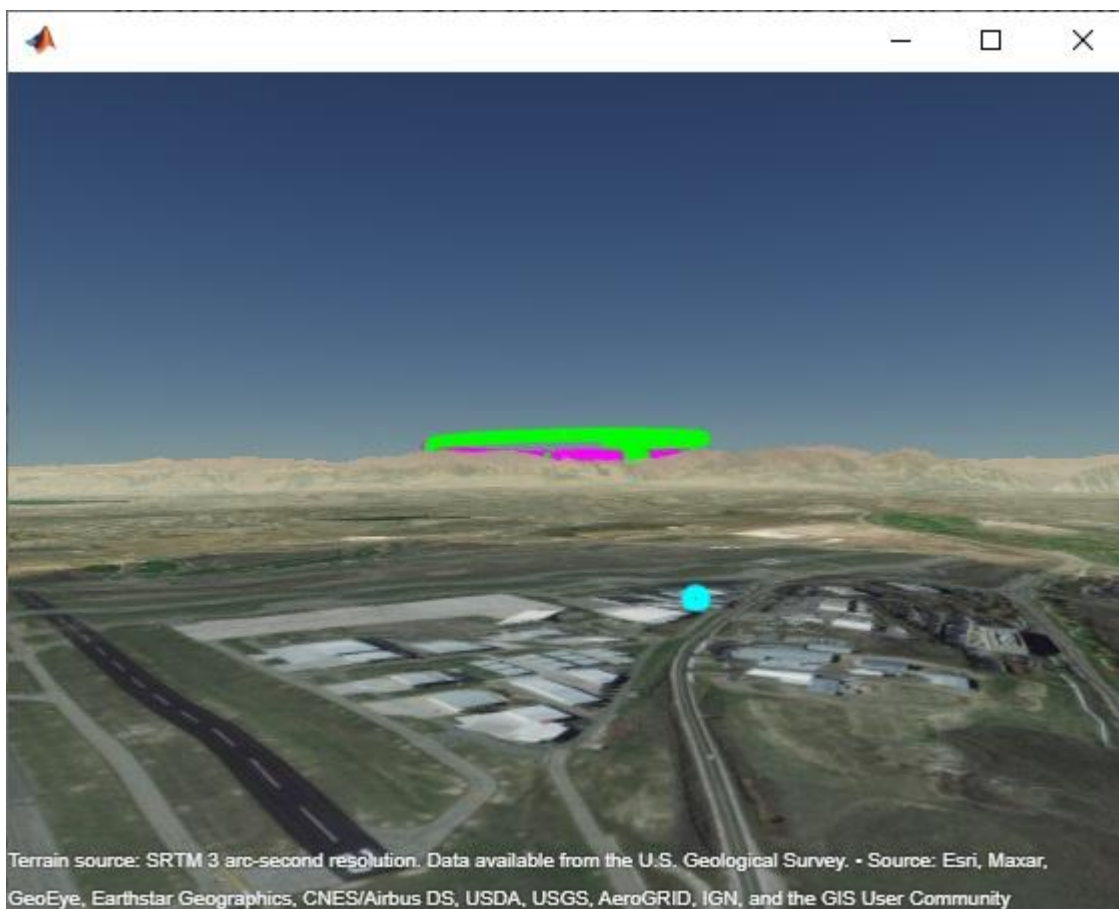 Terrain source: SRTM 3 arc-second resolution. Data available from the U.S. Geological Survey. • Source: Esri, Maxar,
GeoEye, Earthstar Geographics, CNES/Airbus DS, USDA, USGS, AeroGRID, IGN, and the GIS User Community